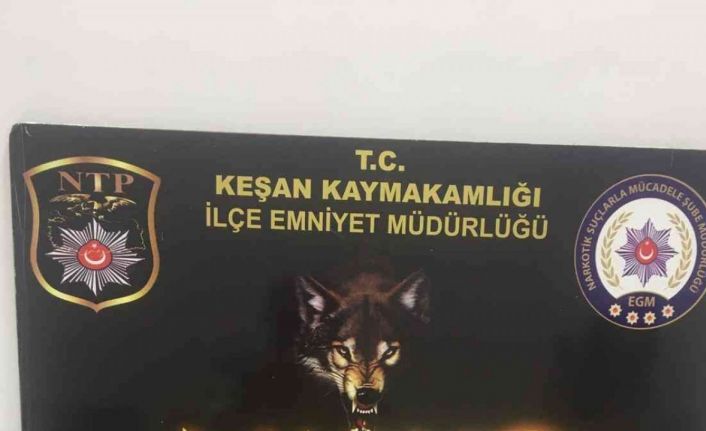 T.C.
KEŞAN KAYMAKAMLIĞI
İLÇE EMNİYET MÜDÜRLÜĞÜ
NTP
NARKOTİK SUÇLARLA MÜCADELE ŞUBE MÜDÜRLÜĞÜ
EGM